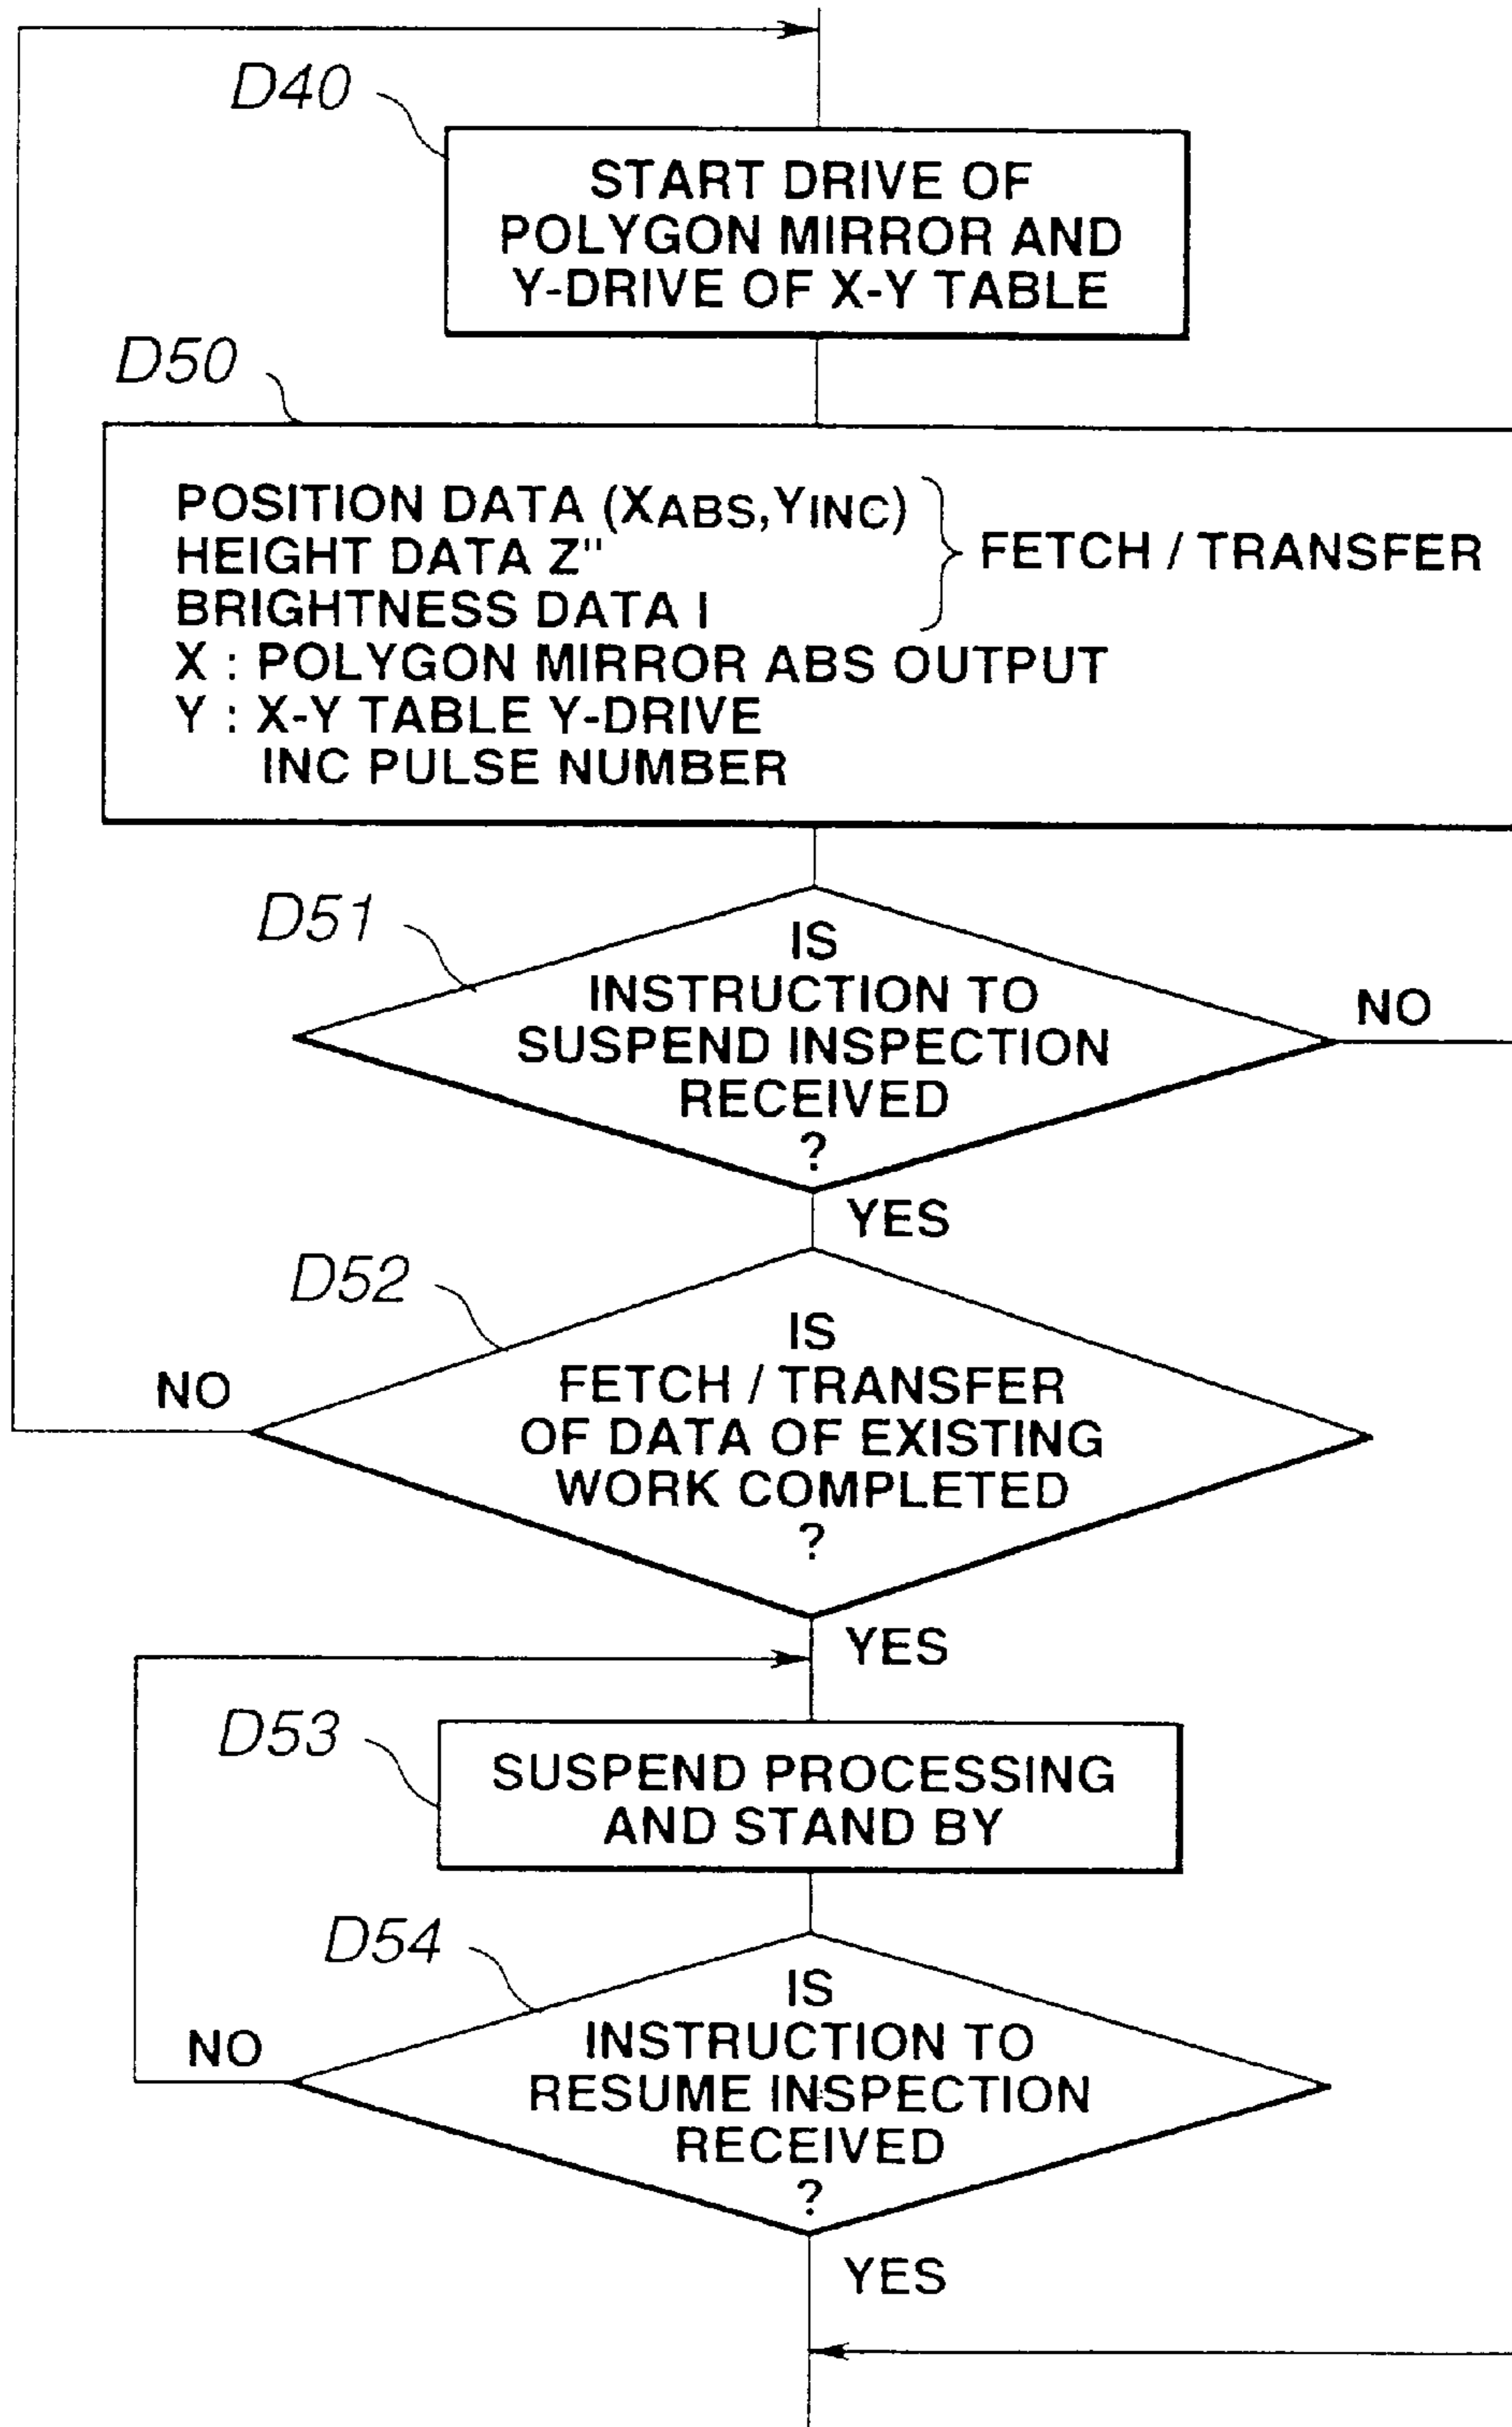 D40
START DRIVE OF
POLYGON MIRROR AND
Y-DRIVE OF X-Y TABLE
D50
POSITION DATA (XABS,YINC)
HEIGHT DATA Z"
BRIGHTNESS DATA I
FETCH / TRANSFER
X : POLYGON MIRROR ABS OUTPUT
Y : X-Y TABLE Y-DRIVE
INC PULSE NUMBER
D51
IS
INSTRUCTION TO
SUSPEND INSPECTION
RECEIVED
?
NO
YES
D52
IS
FETCH / TRANSFER
OF DATA OF EXISTING
WORK COMPLETED
?
NO
YES
D53
SUSPEND PROCESSING
AND STAND BY
D54
IS
INSTRUCTION TO
RESUME INSPECTION
RECEIVED
?
NO
YES